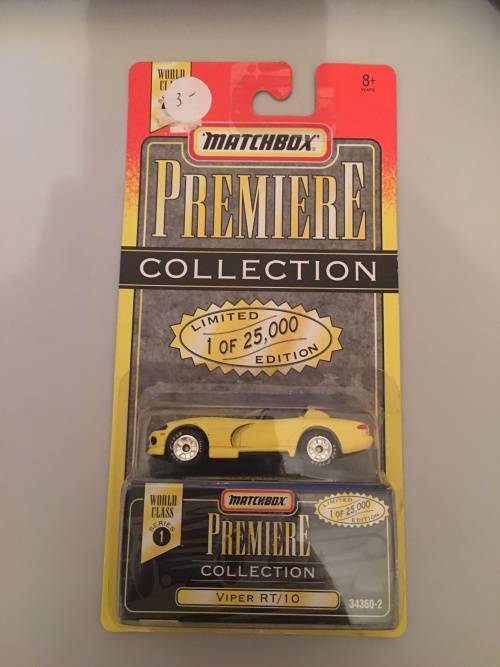 WORLD
3-
8+
YEARS
MATCHBOX
PREMIERE
COLLECTION
LIMITED
1 OF 25,000
EDITION
WORLD
CLASS
SERIES
1
MATCHBOX
PREMIERE
COLLECTION
VIPER RT/10
LIMITED
1 OF 25,000
EDITION
34360-2